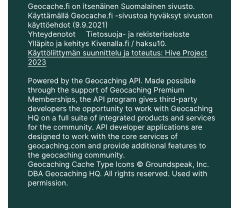 Geocache.fi on itsenäinen Suomalainen sivusto.
Käyttämällä Geocache.fi -sivustoa hyväksyt sivuston
käyttöehdot (9.9.2021)
Yhteydenotot Tietosuoja- ja rekisteriseloste
Ylläpito ja kehitys Kivenalla.fi / haku10.
Käyttöliittymän suunnittelu ja toteutus: Hive Project
2023
Powered by the Geocaching API. Made possible
through the support of Geocaching Premium
Memberships, the API program gives third-party
developers the opportunity to work with Geocaching
HQ on a full suite of integrated products and services
for the community. API developer applications are
designed to work with the core services of
geocaching.com and provide additional features to
the geocaching community.
Geocaching Cache Type Icons © Groundspeak, Inc.
DBA Geocaching HQ. All rights reserved. Used with
permission.